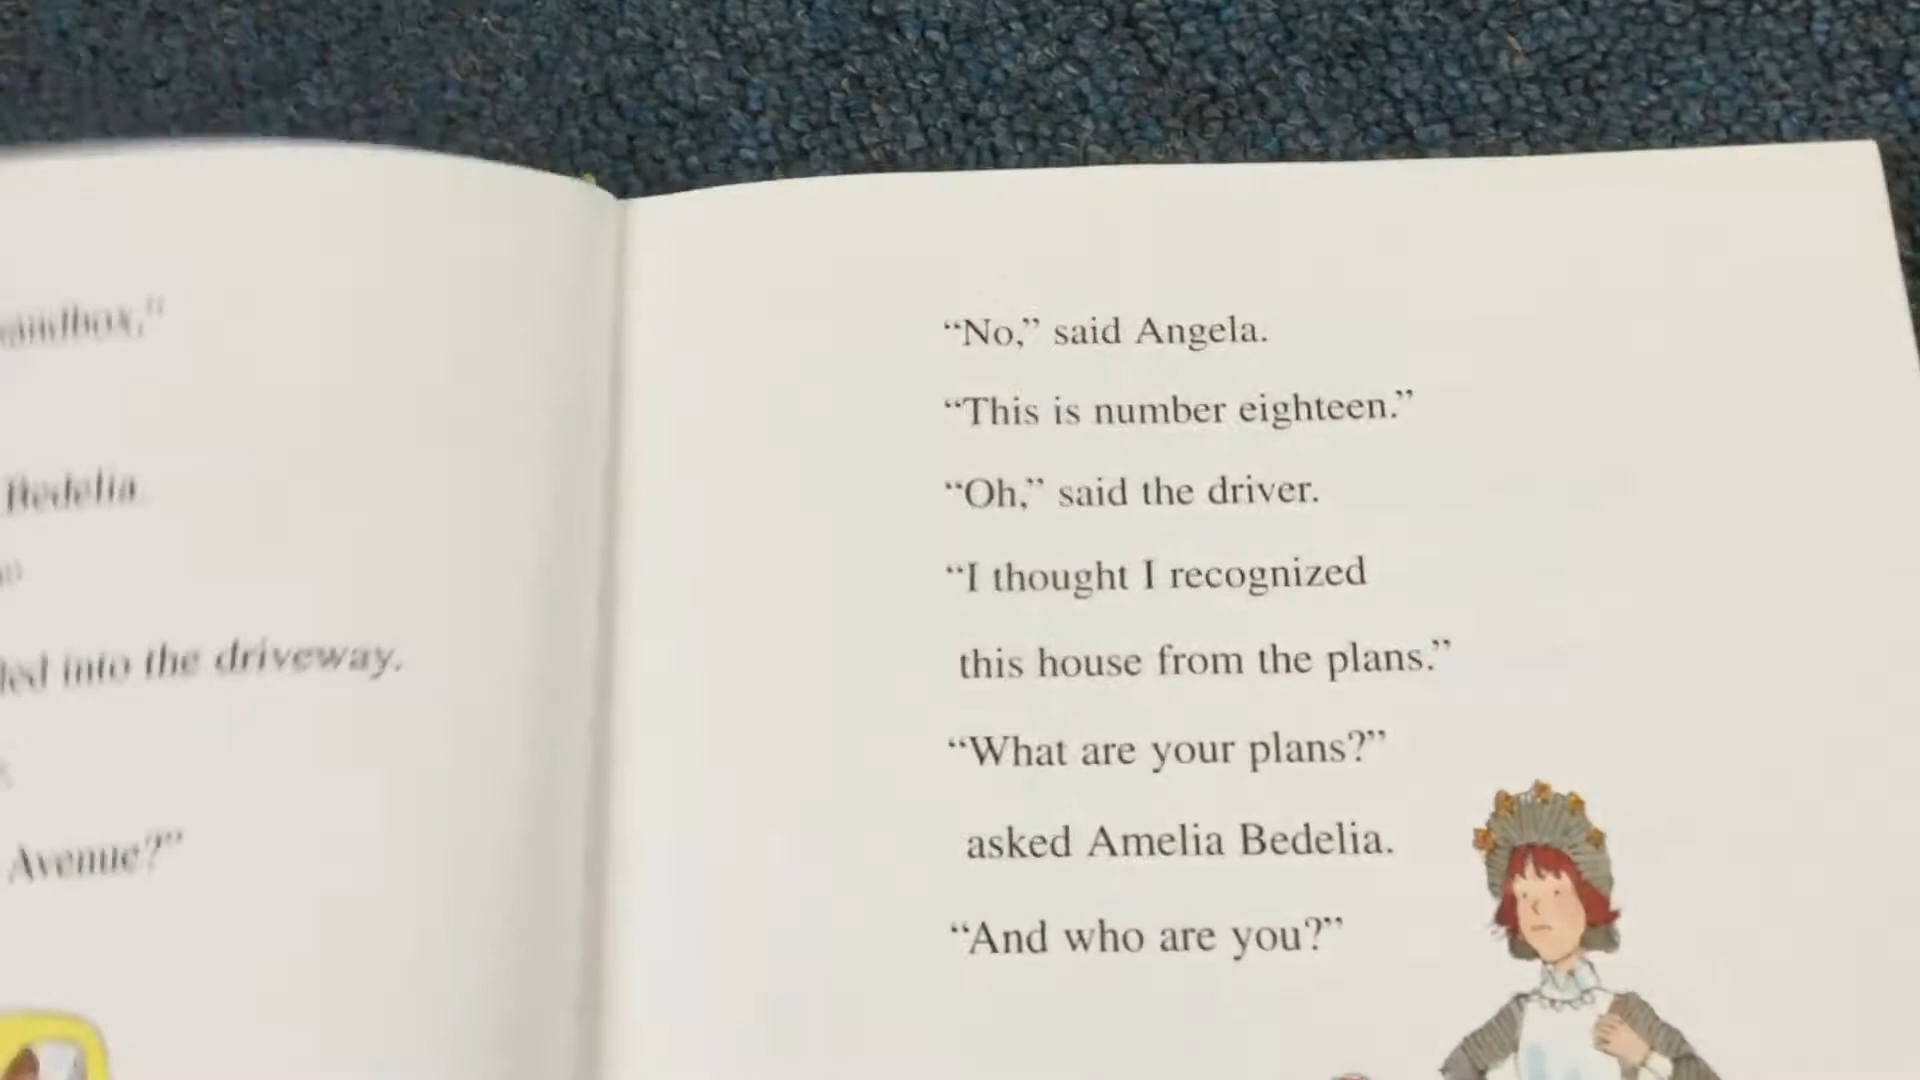 Bedelia
into the driveway.
Avenue?”
“No,” said Angela.
“This is number eighteen.”
“Oh,” said the driver.
“I thought I recognized
this house from the plans.”
“What are your plans?”
asked Amelia Bedelia.
“And who are you?”